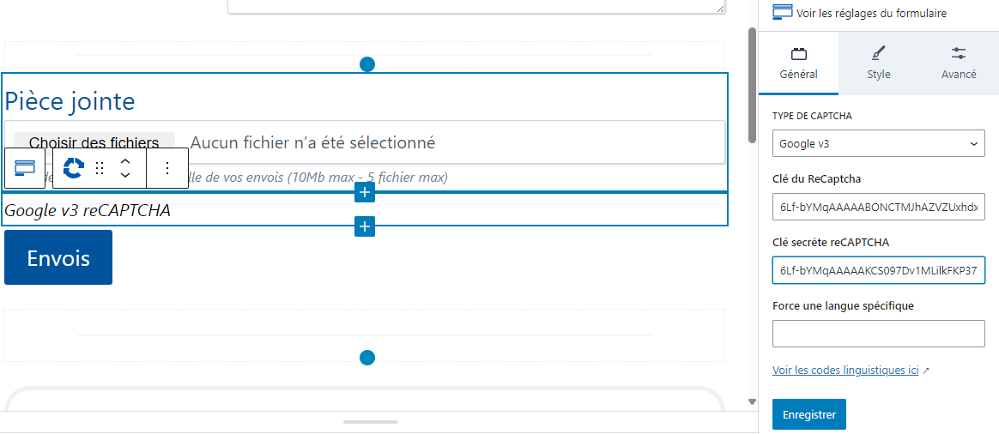 Voir les réglages du formulaire
Général
Style
Avancé
Pièce jointe
Choisir des fichiers
Aucun fichier n’a été sélectionné
lle de vos envois (10Mb max - 5 fichier max)
Google v3 reCAPTCHA
Envois
TYPE DE CAPTCHA
Google v3
Clé du ReCaptcha
6Lf-bYMqAAAAABONCTMJhAZVZUxhdx
Clé secrète reCAPTCHA
6Lf-bYMqAAAAAKCS097Dv1MLilkFKP37
Force une langue spécifique
Voir les codes linguistiques ici ↗
Enregistrer